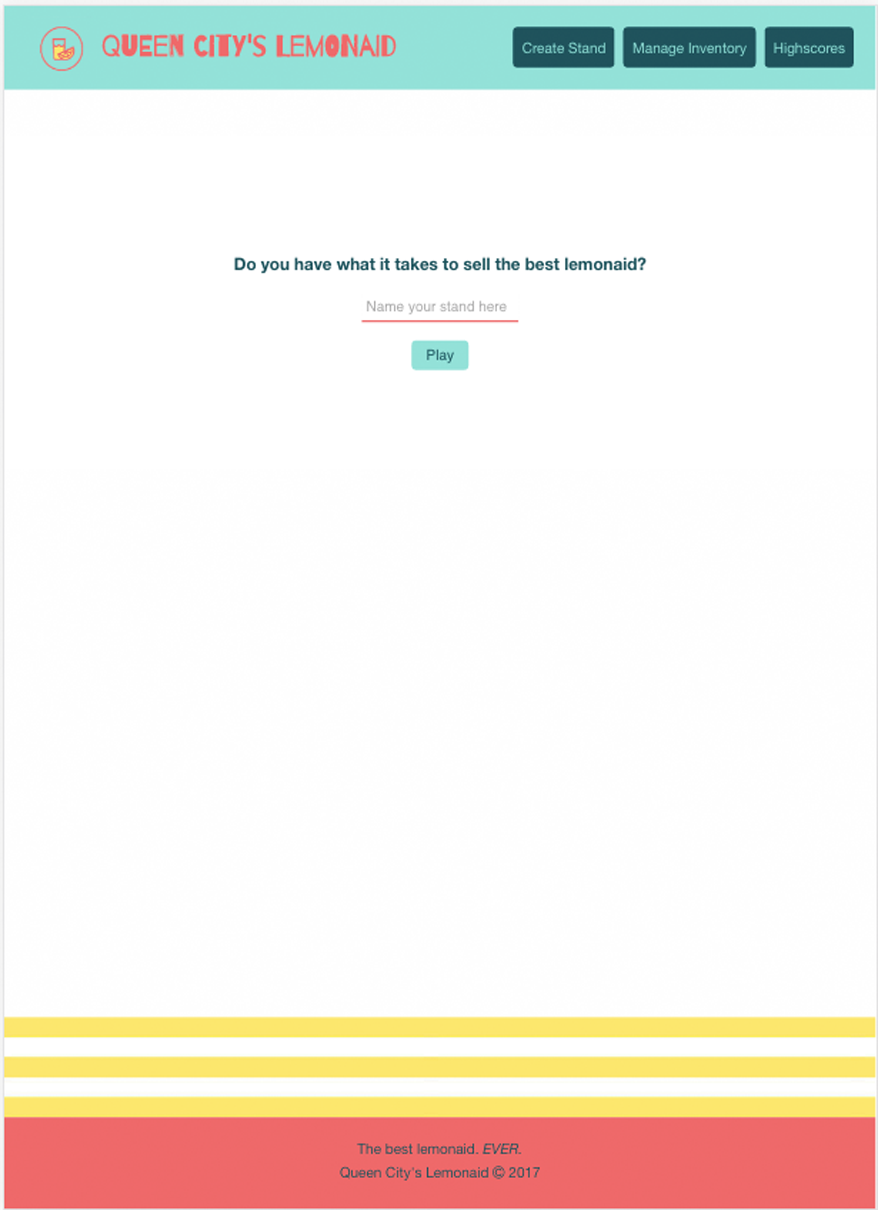 QUEEN CITY'S LEMONAID
Create Stand
Manage Inventory
Highscores
Do you have what it takes to sell the best lemonaid?
Name your stand here
Play
The best lemonaid. EVER.
Queen City's Lemonaid © 2017